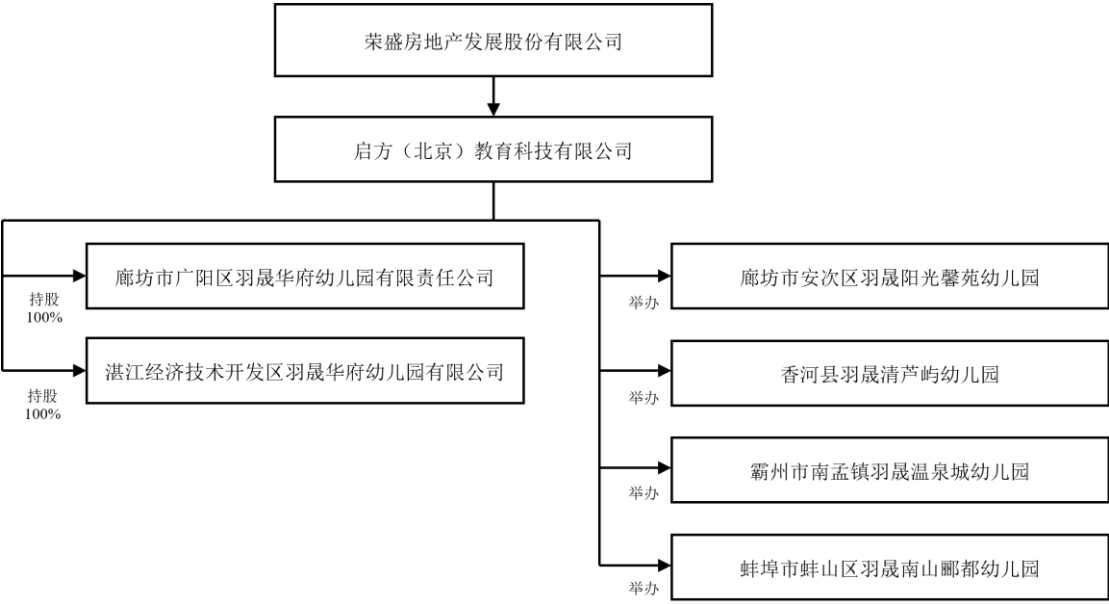 荣盛房地产发展股份有限公司
启方（北京）教育科技有限公司
廊坊市广阳区羽晟华府幼儿园有限责任公司
持股
100%
湛江经济技术开发区羽晟华府幼儿园有限公司
持股
100%
廊坊市安次区羽晟阳光馨苑幼儿园
举办
香河县羽晟清芦屿幼儿园
举办
霸州市南孟镇羽晟温泉城幼儿园
举办
蚌埠市蚌山区羽晟南山郦都幼儿园
举办